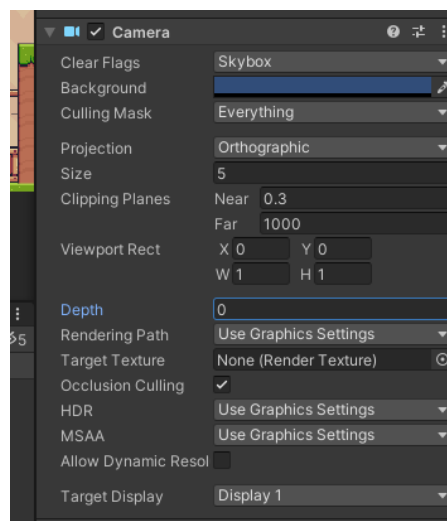 Camera
Clear Flags Skybox
Background
Culling Mask Everything
Projection Orthographic
Size 5
Clipping Planes Near 0.3
Far 1000
Viewport Rect X 0 Y 0
W 1 H 1
Depth 0
Rendering Path Use Graphics Settings
Target Texture None (Render Texture)
Occlusion Culling
HDR Use Graphics Settings
MSAA Use Graphics Settings
Allow Dynamic Resol
Target Display Display 1
5